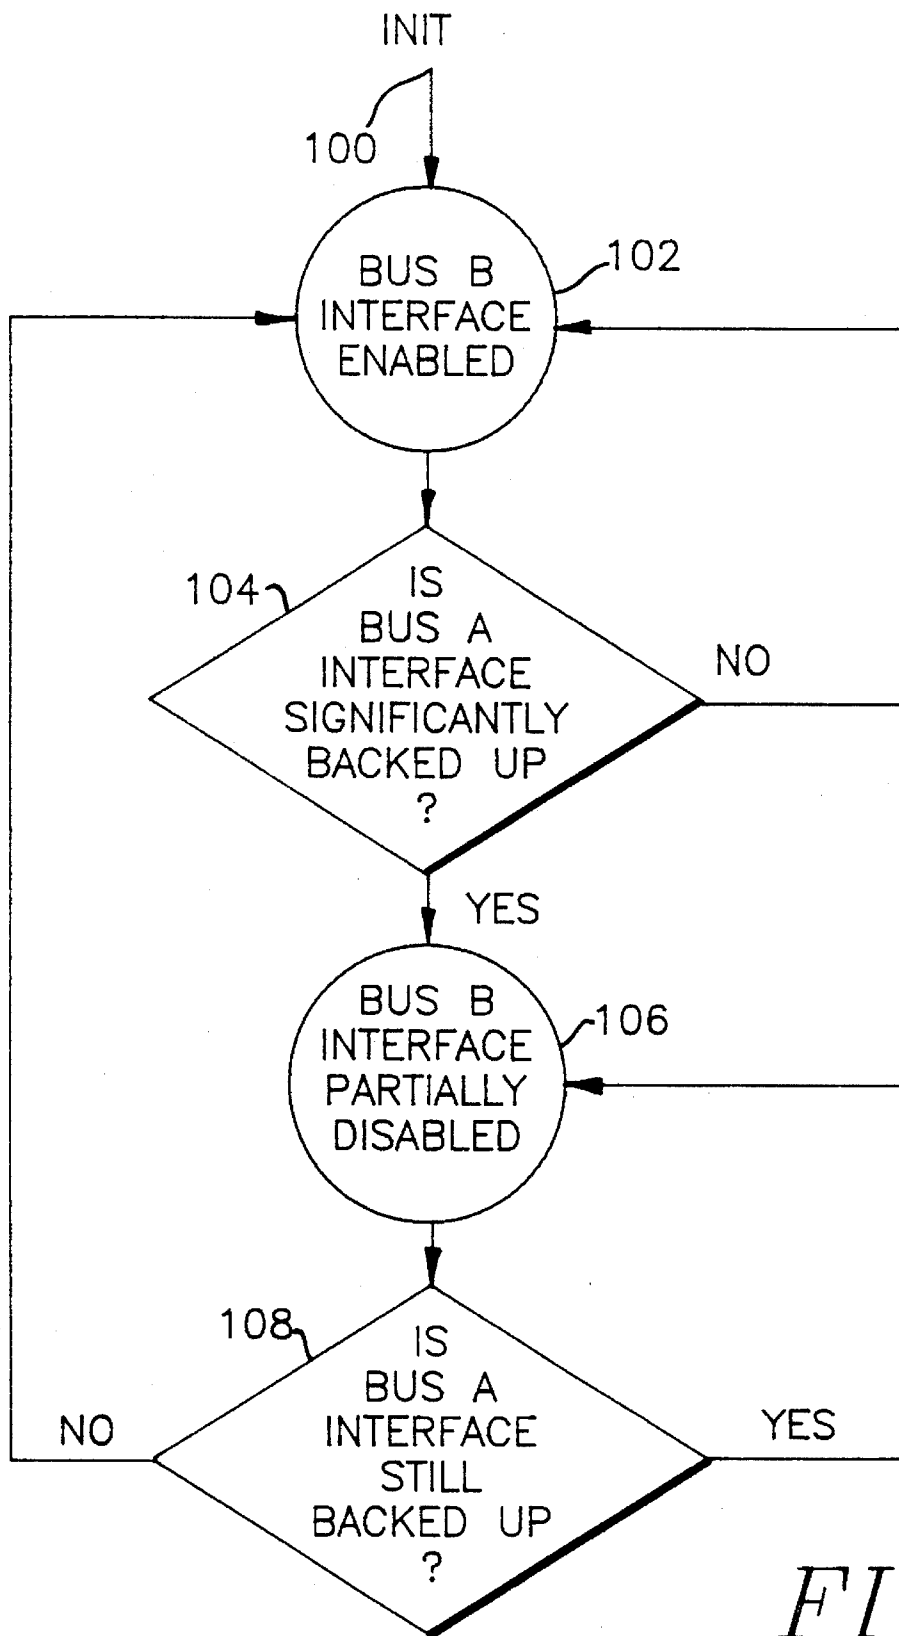 INIT
100
BUS B
INTERFACE
ENABLED
102
104
IS
BUS A
INTERFACE
SIGNIFICANTLY
BACKED UP
?
NO
YES
BUS B
INTERFACE
PARTIALLY
DISABLED
106
108
IS
BUS A
INTERFACE
STILL
BACKED UP
?
NO
YES
FI